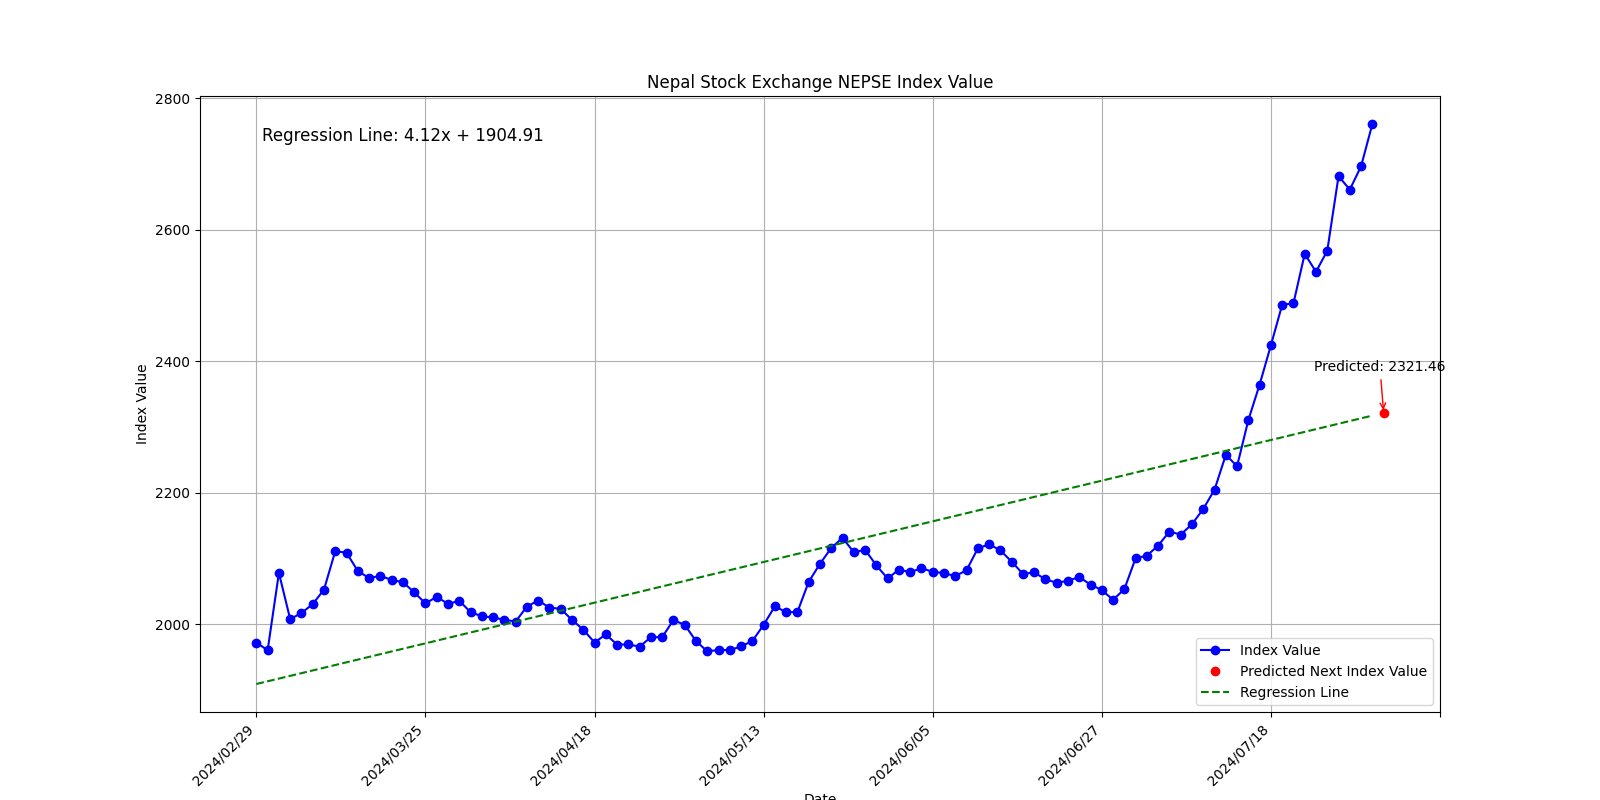 Nepal Stock Exchange NEPSE Index Value
Regression Line: 4.12x + 1904.91
Predicted: 2321.46
Index Value
2800
2600
2400
2200
2000
2024/02/29
2024/03/25
2024/04/18
2024/05/13
2024/06/05
2024/06/27
2024/07/18
Date
Index Value
Predicted Next Index Value
Regression Line